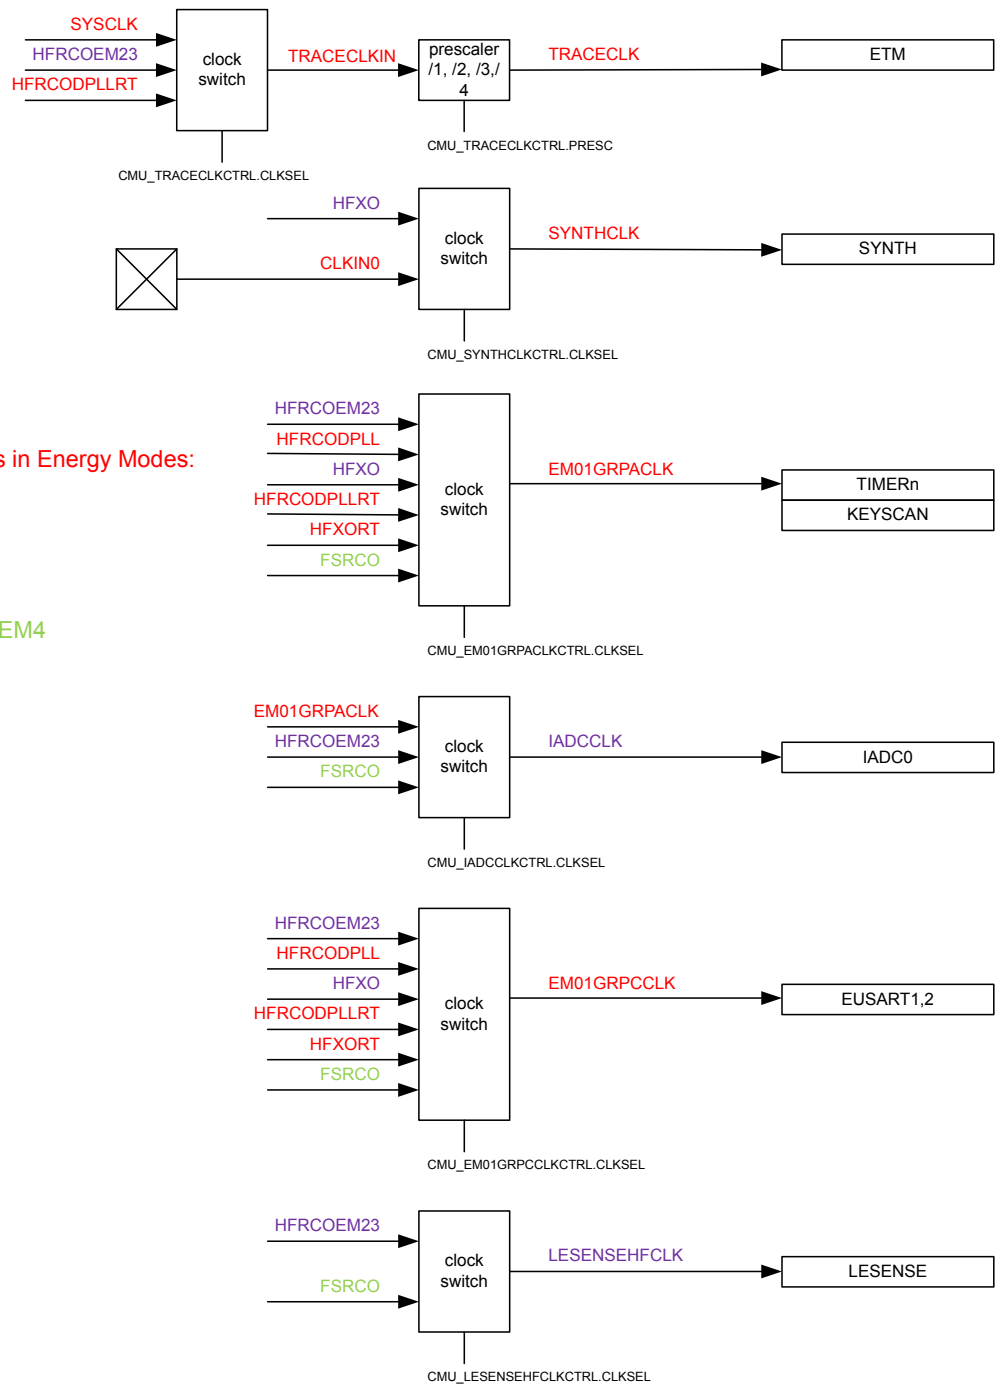 SYSCLK
HFRCOEM23
HFRCODPLLRT
clock
switch
TRACECLKIN
prescaler
/1, /2, /3,/
4
TRACECLK
ETM
CMU_TRACECLKCTRL.PRESC
CMU_TRACECLKCTRL.CLKSEL
HFXO
CLKIN0
clock
switch
SYNTHCLK
SYNTH
CMU_SYNTHCLKCTRL.CLKSEL
s in Energy Modes:
EM4
HFRCOEM23
HFRCODPLL
HFXO
HFRCODPLLRT
HFXORT
FSRCO
clock
switch
EM01GRPACLK
TIMERn
KEYSCAN
CMU_EM01GRPACLKCTRL.CLKSEL
EM01GRPACLK
HFRCOEM23
FSRCO
clock
switch
IADCCLK
IADC0
CMU_IADCCLKCTRL.CLKSEL
HFRCOEM23
HFRCODPLL
HFXO
HFRCODPLLRT
HFXORT
FSRCO
clock
switch
EM01GRPCCLK
EUSART1,2
CMU_EM01GRPCCLKCTRL.CLKSEL
HFRCOEM23
FSRCO
clock
switch
LESENSEHFCLK
LESENSE
CMU_LESENSEHFCLKCTRL.CLKSEL